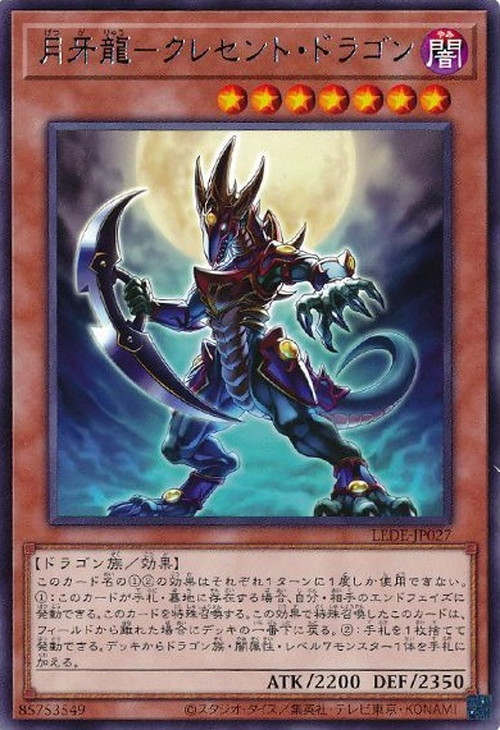 月牙龍－クレセント・ドラゴン 闇
LEDE-JP027
【ドラゴン族／効果】
このカード名の①②の効果はそれぞれ1ターンに1度しか使用できない。
①：このカードが手札・墓地に存在する場合、自分・相手のエンドフェイズに
発動できる。このカードを特殊召喚する。この効果で特殊召喚したこのカードは、
フィールドから離れた場合にデッキの一番下に戻る。②：手札を1枚捨てて
発動できる。デッキからドラゴン族・闇属性・レベル7モンスター1体を手札に
加える。
ATK/2200 DEF/2350
85753549 ©スタジオ・ダイス／集英社・テレビ東京・KONAMI